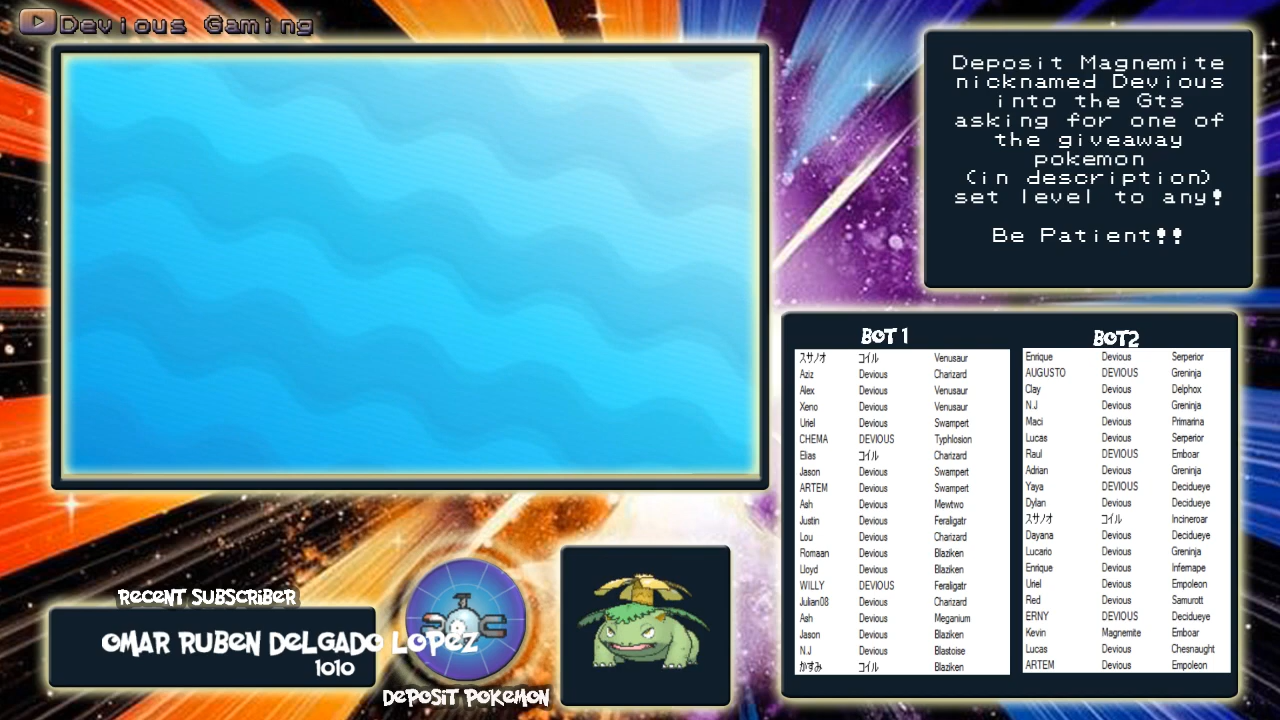 Devious Gaming
Deposit Magnemite
nicknamed Devious
into the Gts
asking for one of
the giveaway
pokemon
(in description)
set level to any!
Be Patient!!
BOT 1
スサノオ コイル Venusaur
Aziz Devious Charizard
Alex Devious Venusaur
Xeno Devious Venusaur
Uriel Devious Swampert
CHEMA DEVIOUS Typhlosion
Elias コイル Charizard
Jason Devious Swampert
ARTEM Devious Swampert
Ash Devious Mewtwo
Justin Devious Feraligatr
Lou Devious Charizard
Romaan Devious Blaziken
Lloyd Devious Blaziken
WILLY DEVIOUS Feraligatr
Julian08 Devious Charizard
Ash Devious Meganium
Jason Devious Blaziken
N.J Devious Blastoise
かすみ コイル Blaziken
BOT2
Enrique Devious Serperior
AUGUSTO DEVIOUS Greninja
Clay Devious Delphox
N.J Devious Greninja
Maci Devious Primarina
Lucas Devious Serperior
Raul DEVIOUS Emboar
Adrian Devious Greninja
Yaya DEVIOUS Decidueye
Dylan Devious Decidueye
スサノオ コイル Incineroar
Dayana Devious Decidueye
Lucario Devious Greninja
Enrique Devious Infernape
Uriel Devious Empoleon
Red Devious Samurott
ERNY DEVIOUS Decidueye
Kevin Magnemite Emboar
Lucas Devious Chesnaught
ARTEM Devious Empoleon
RECENT SUBSCRIBER
OMAR RUBEN DELGADO LOPEZ
1010
DEPOSIT POKEMON